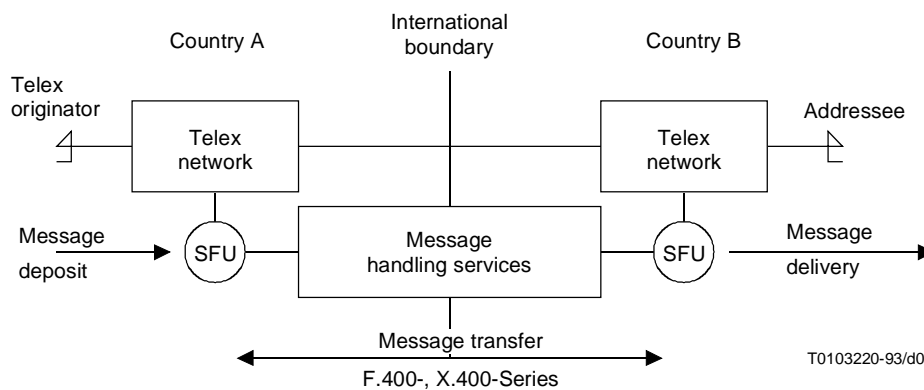 Country A
International
boundary
Country B
Telex
originator
Addressee
Telex
network
Telex
network
Message
deposit
SFU
Message
handling services
SFU
Message
delivery
Message transfer
F.400-, X.400-Series
T0103220-93/d0